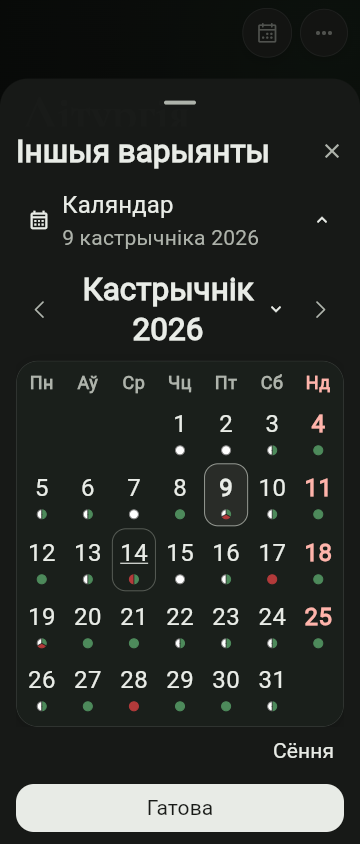 Іншыя варыянты
Каляндар
9 кастрычніка 2026
Кастрычнік
2026
Пн Аў Ср Чц Пт Сб Нд
1 2 3 4
5 6 7 8 9 10 11
12 13 14 15 16 17 18
19 20 21 22 23 24 25
26 27 28 29 30 31
Сёння
Гатова